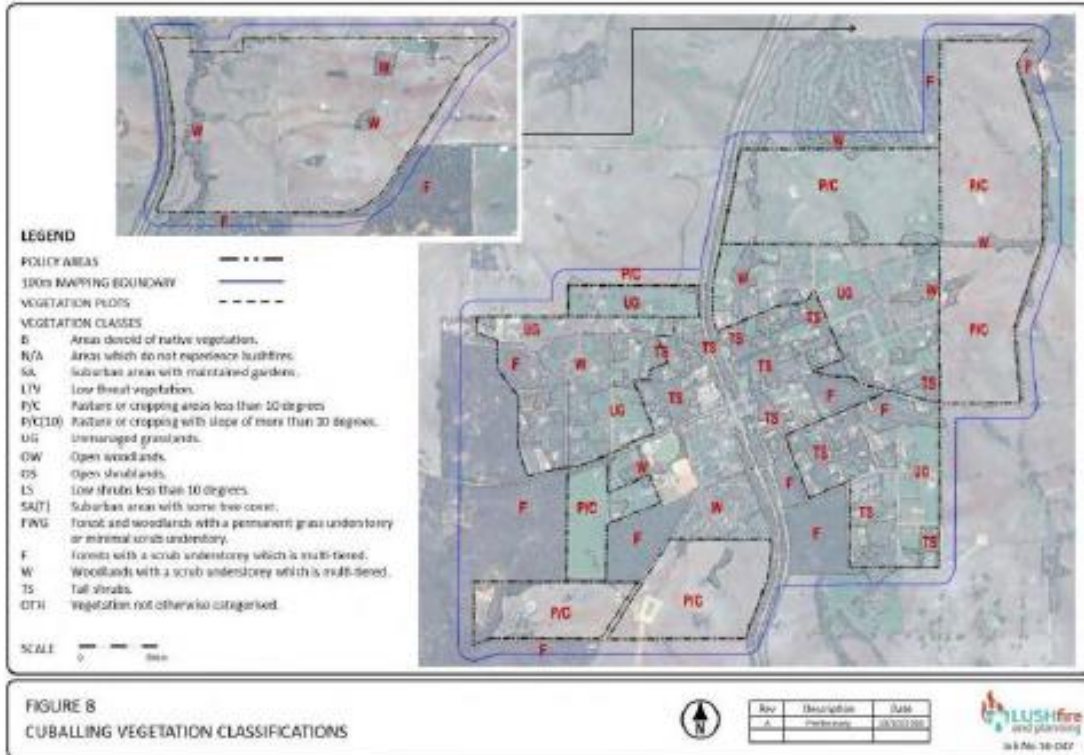 W
W
W
F
F
LEGEND
POLICY AREAS
100m MAPPING BOUNDARY
VEGETATION PLOTS
VEGETATION CLASSES
B Areas devoid of native vegetation.
N/A Areas which do not experience bushfires.
SA Suburban areas with maintained gardens.
LTV Low threat vegetation.
P/C Pasture or cropping areas less than 10 degrees
P/C(10) Pasture or cropping with slope of more than 10 degrees.
UG Unmanaged grasslands.
OW Open woodlands.
OS Open shrublands.
LS Low shrubs less than 10 degrees.
SA(T) Suburban areas with some tree cover.
FWG Forest and woodlands with a permanent grass understorey
or minimal scrub understory.
F Forests with a scrub understorey which is multi-tiered.
W Woodlands with a scrub understorey which is multi-tiered.
TS Tall shrubs.
OTH Vegetation not otherwise categorised.
SCALE
0
F
F
W
P/C
P/C
W
P/C
W
UG
W
UG
UG
TS
P/C
F
W
TS
TS
TS
TS
TS
UG
TS
F
F
TS
TS
W
UG
F
P/C
F
W
F
TS
TS
P/C
P/C
F
FIGURE 8
CUBALLING VEGETATION CLASSIFICATIONS
N
Rev Description Date
A Preliminary
LUSHfire
and planning
Job No. 16-042